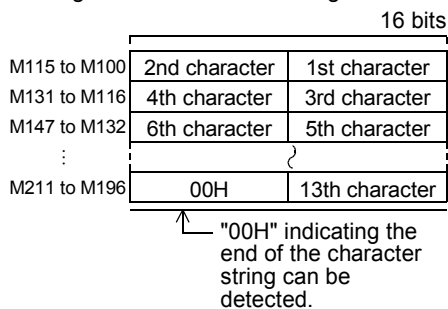 16 bits
M115 to M100 2nd character 1st character
M131 to M116 4th character 3rd character
M147 to M132 6th character 5th character
⋮
M211 to M196 00H 13th character
"00H" indicating the
end of the character
string can be
detected.